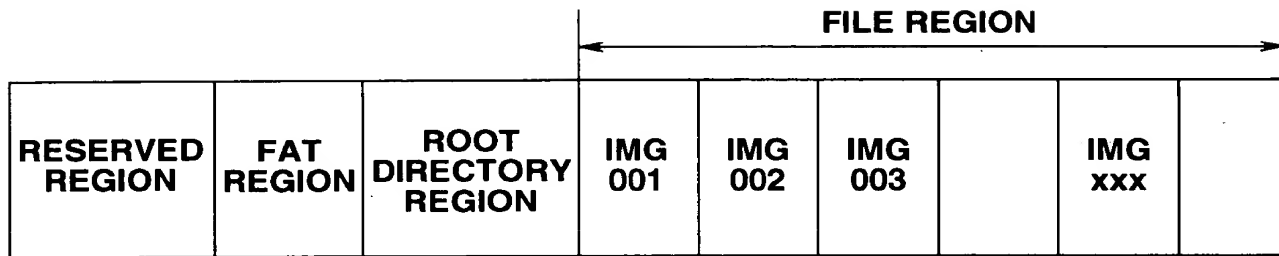 FILE REGION
RESERVED
REGION
FAT
REGION
ROOT
DIRECTORY
REGION
IMG
001
IMG
002
IMG
003
IMG
xxx